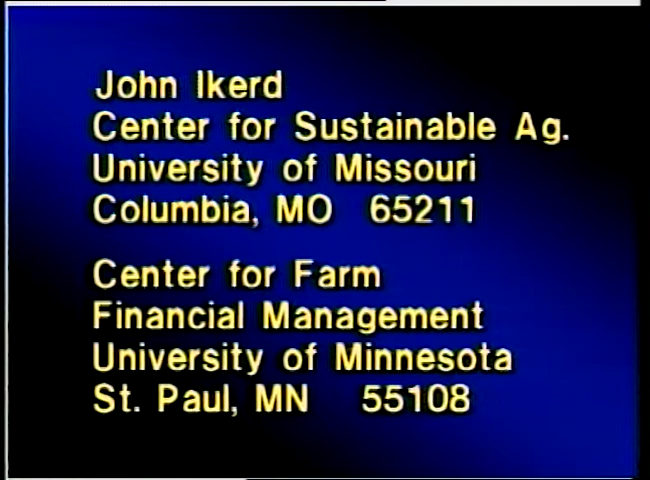 John Ikerd
Center for Sustainable Ag.
University of Missouri
Columbia, MO 65211
Center for Farm
Financial Management
University of Minnesota
St. Paul, MN 55108